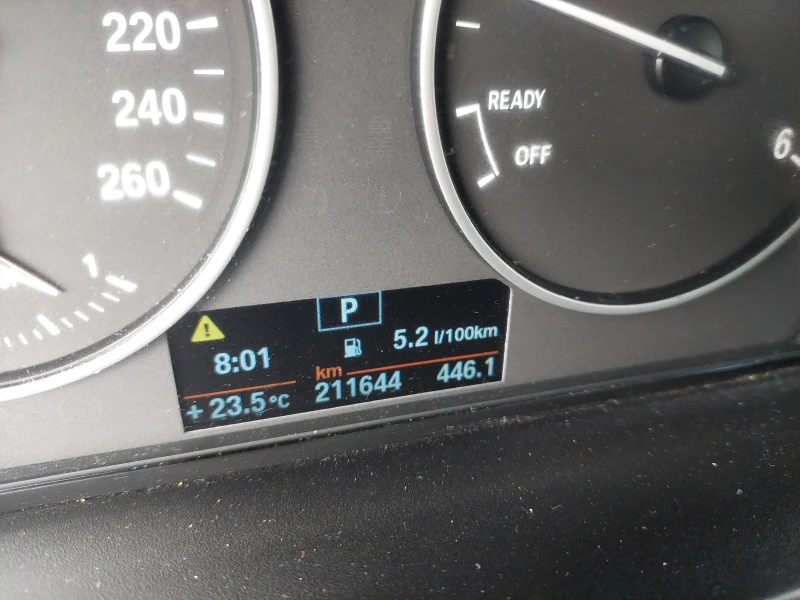 220
240
260
1
READY
OFF
6
P
8:01
5.2 l/100km
km
+ 23.5 °C
211644
446.1